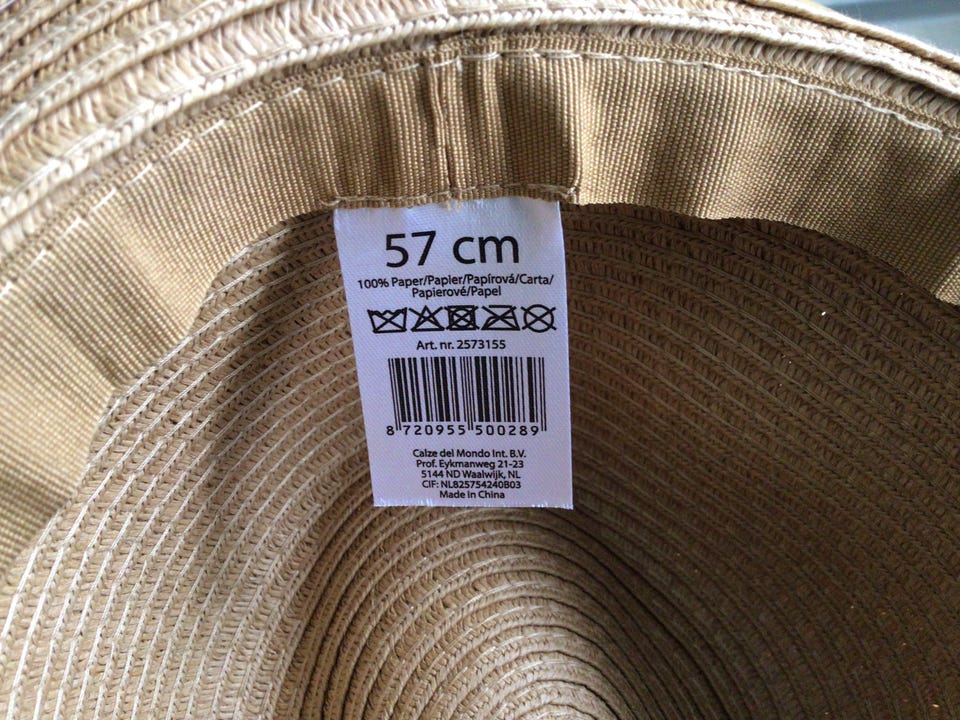 57 cm
100% Paper/Papier/Papírová/Carta/
Papierové/Papel
Art. nr. 2573155
8 720955 500289
Calze del Mondo Int. B.V.
Prof. Eykmanweg 21-23
5144 ND Waalwijk, NL
CIF: NL825754240B03
Made in China